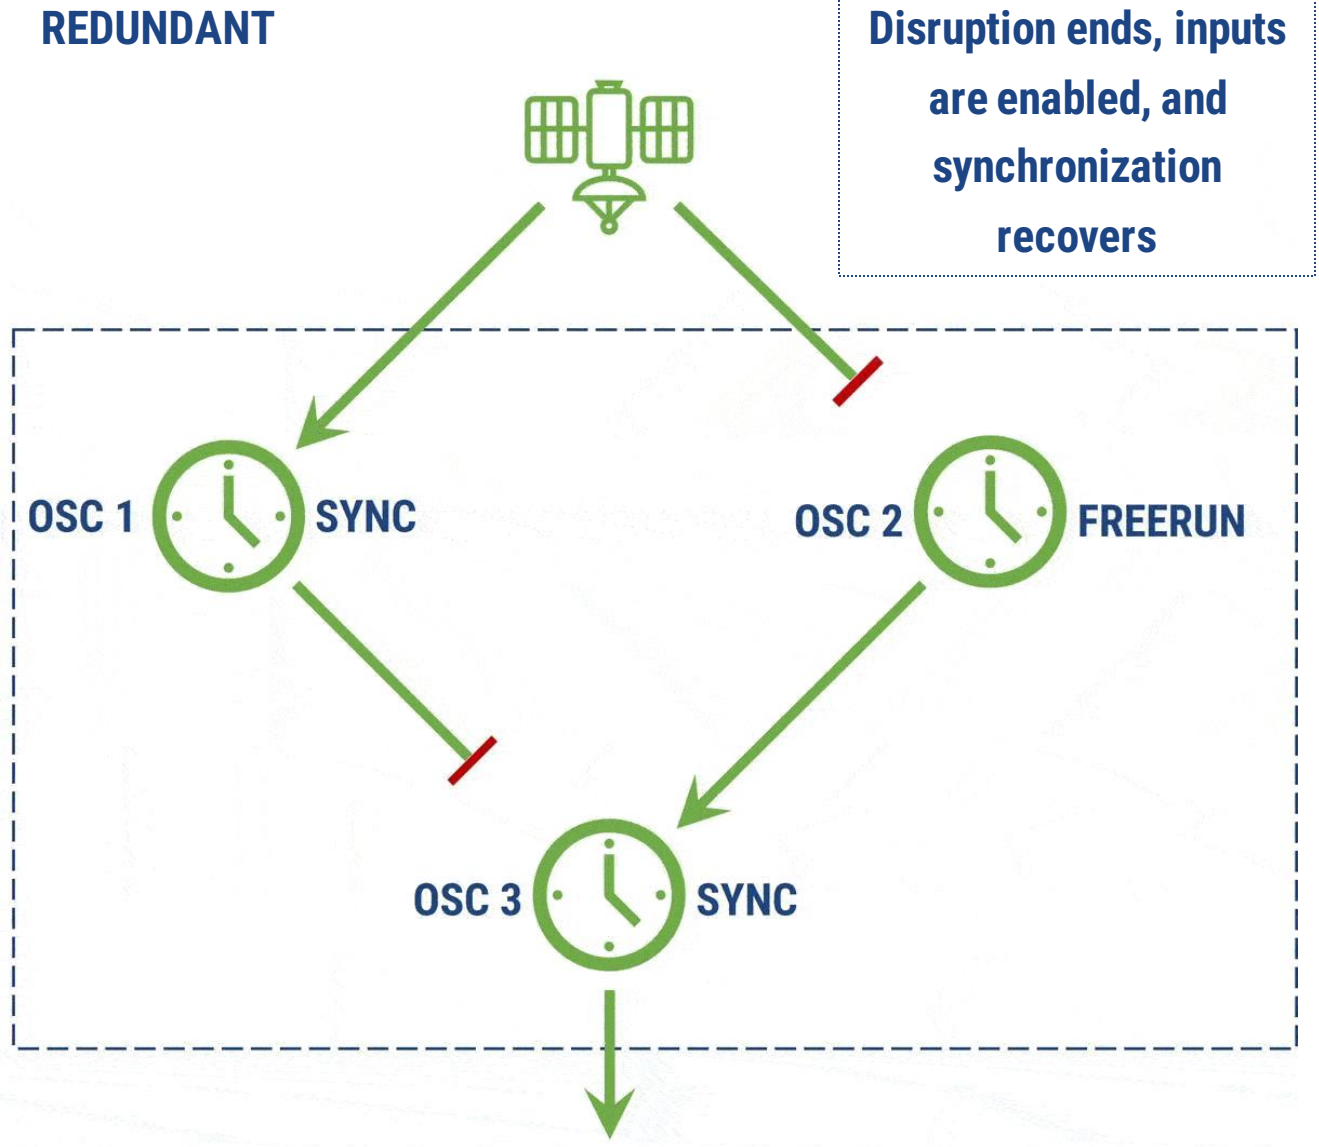 REDUNDANT
Disruption ends, inputs
are enabled, and
synchronization
recovers
OSC 1
SYNC
OSC 2
FREERUN
OSC 3
SYNC